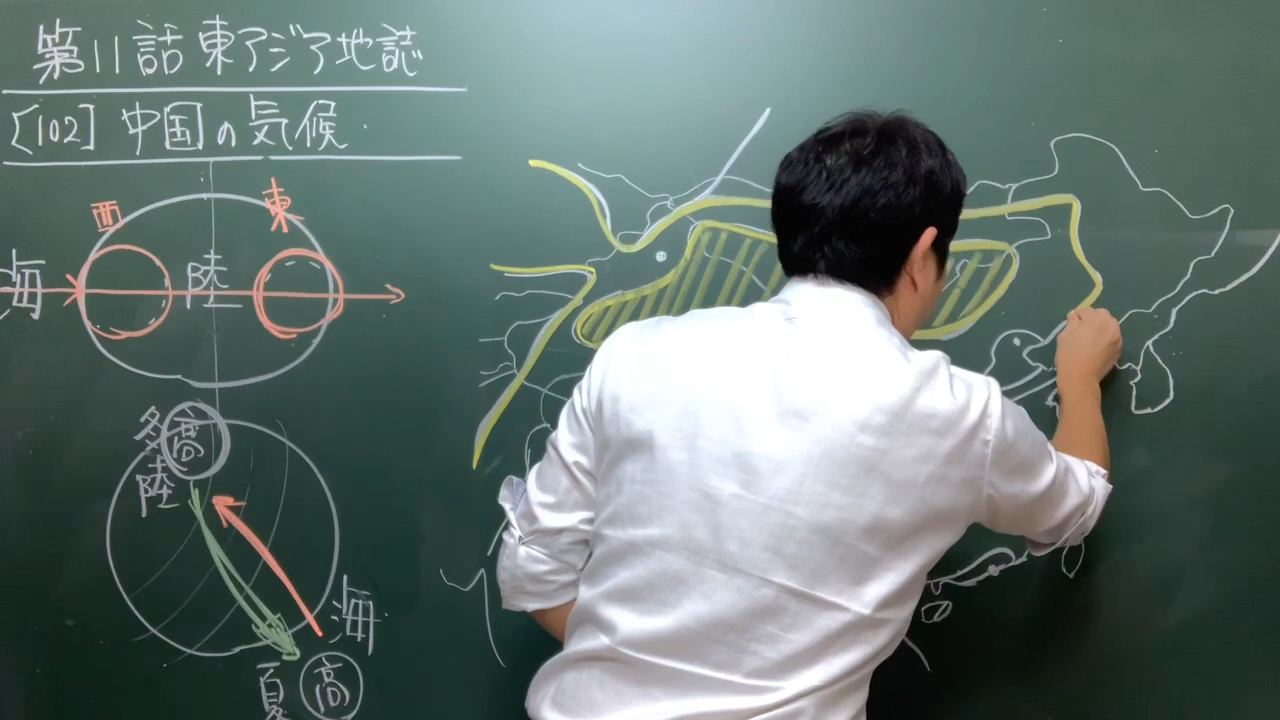 第11話 東アジア地誌
[102] 中国の気候
西
東
海
陸
冬
高
陸
海
夏
高